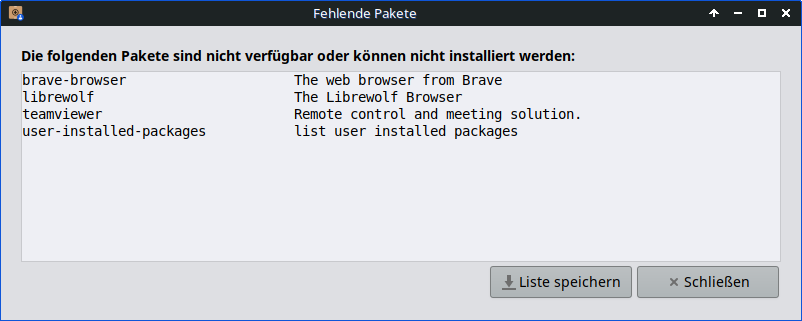 Fehlende Pakete
Die folgenden Pakete sind nicht verfügbar oder können nicht installiert werden:
brave-browser The web browser from Brave
librewolf The Librewolf Browser
teamviewer Remote control and meeting solution.
user-installed-packages list user installed packages
Liste speichern Schließen